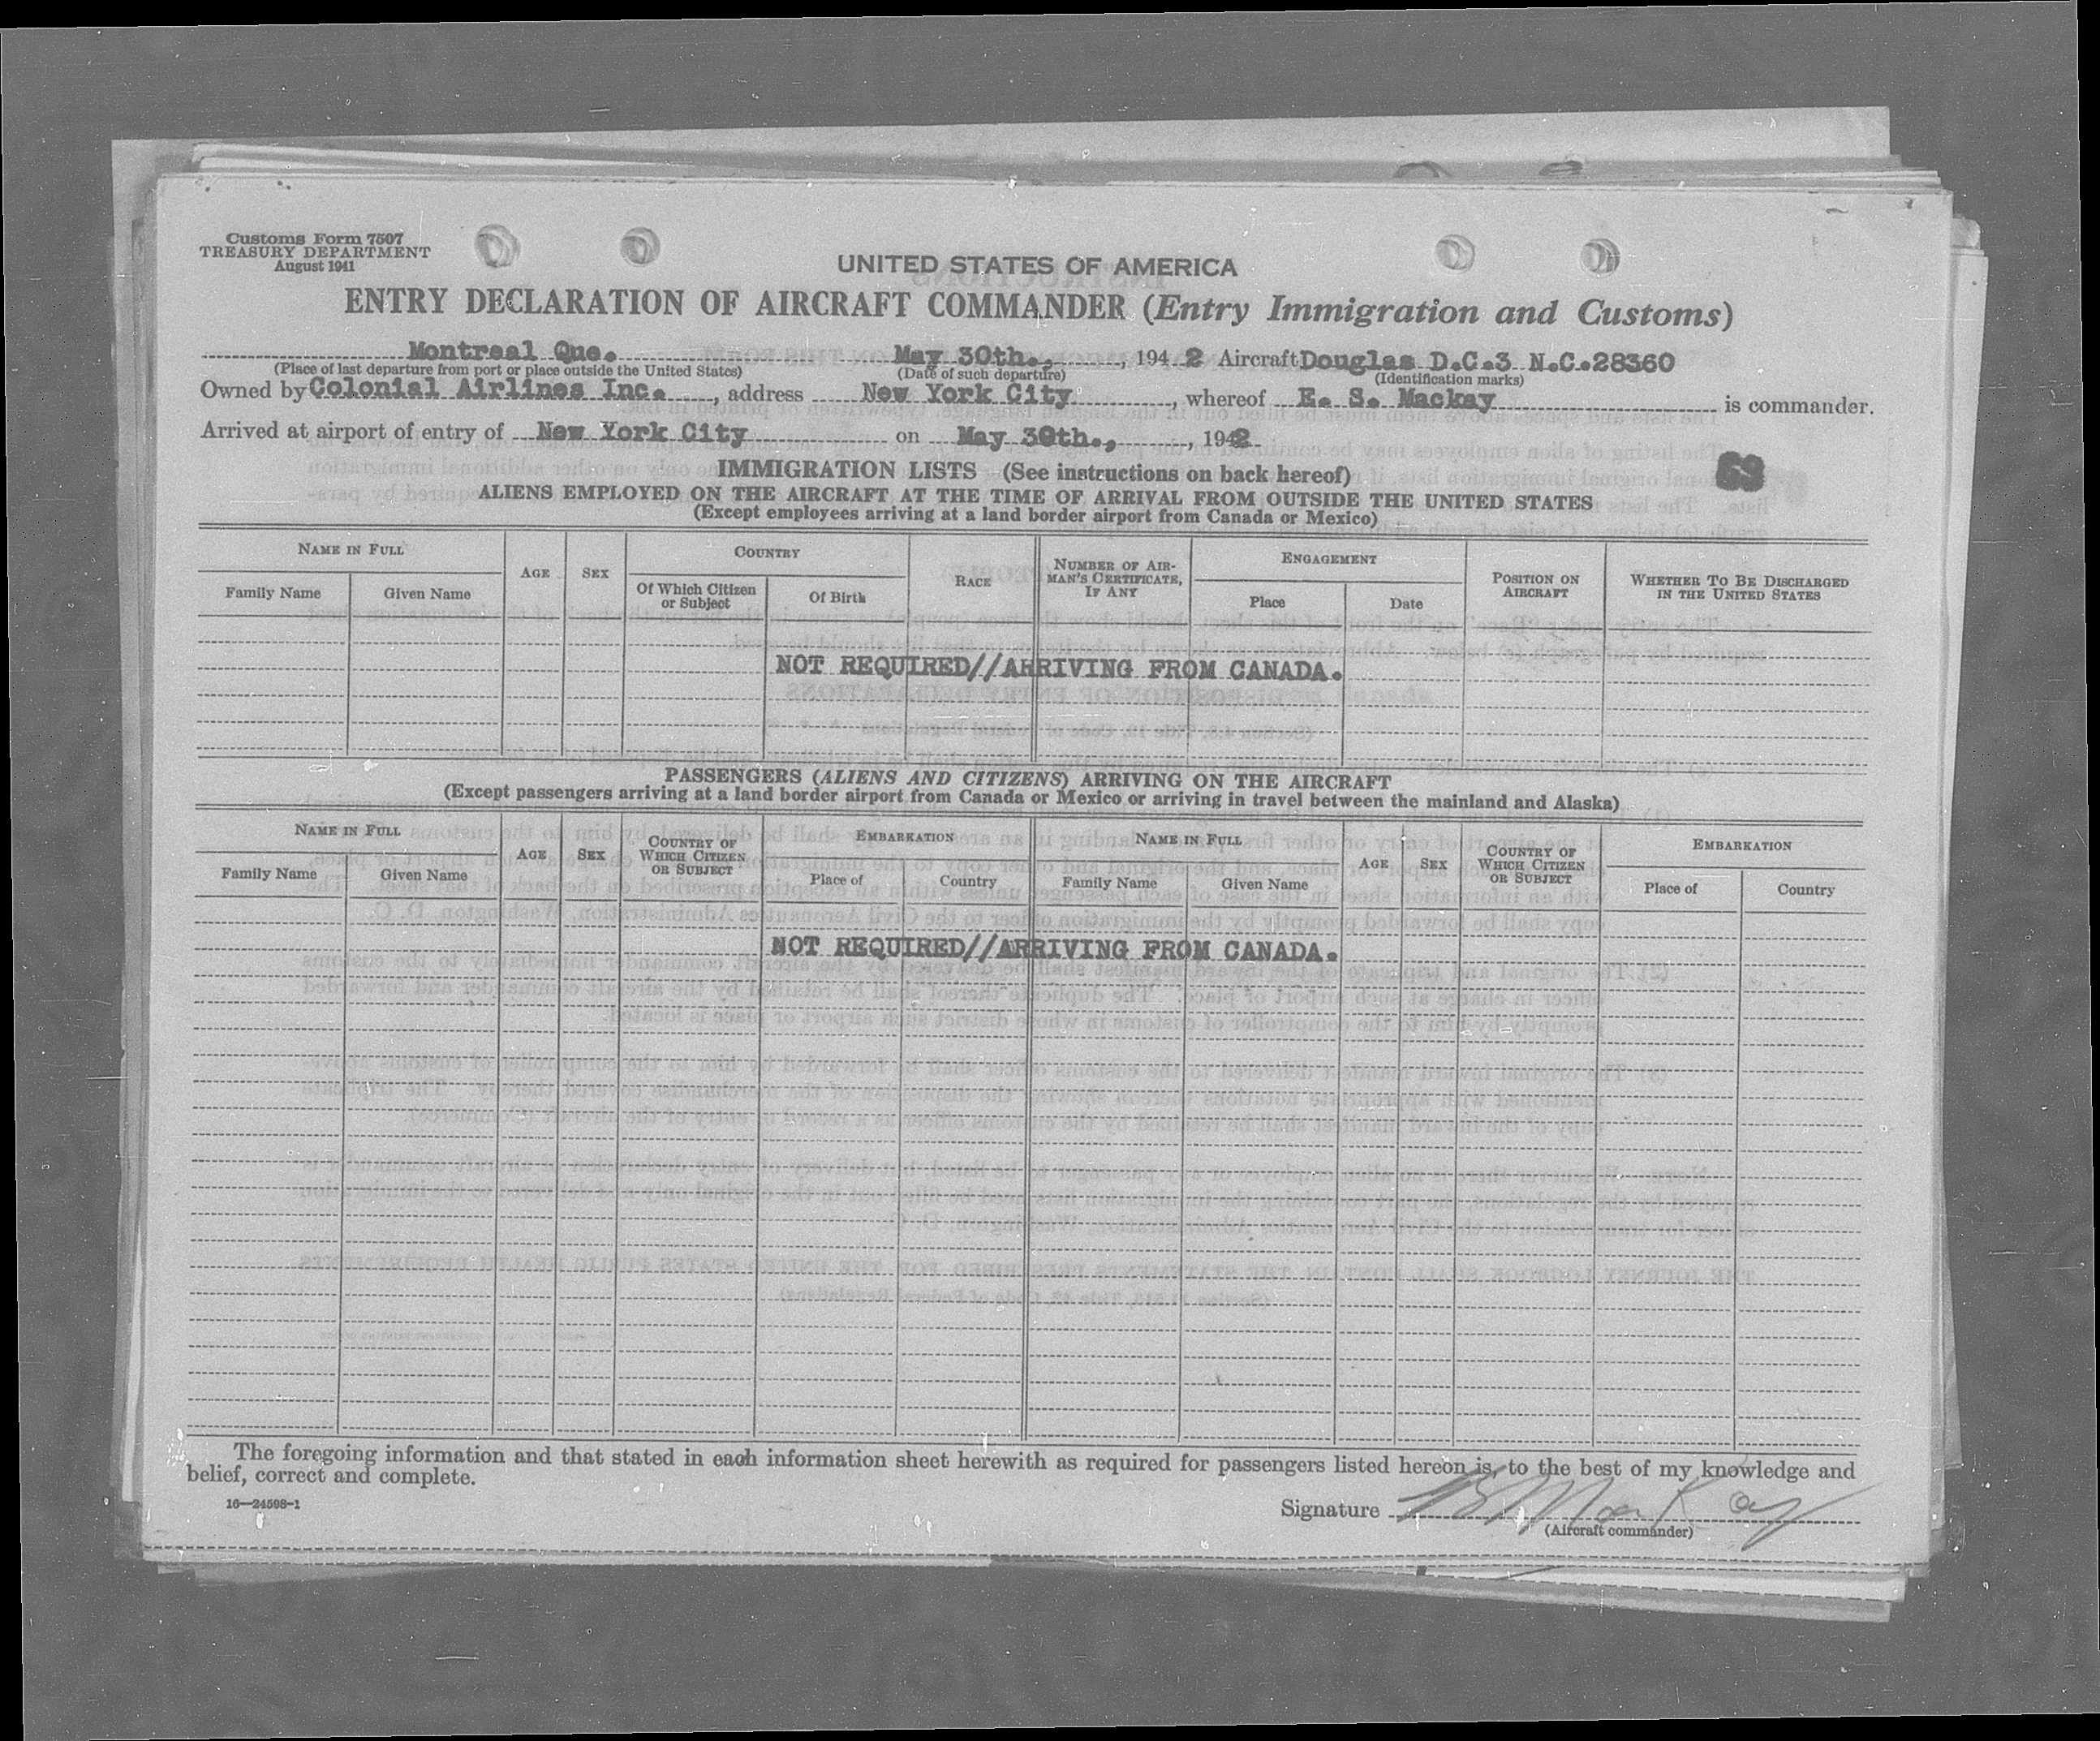 Customs Form 7507
TREASURY DEPARTMENT
August 1941
UNITED STATES OF AMERICA
ENTRY DECLARATION OF AIRCRAFT COMMANDER (Entry Immigration and Customs)
Montreal Que. May 30th., , 194 2 Aircraft Douglas D.C.3 N.C.28360
(Place of last departure from port or place outside the United States) (Date of such departure) (Identification marks)
Owned by Colonial Airlines Inc. , address New York City , whereof E. S. Mackay is commander.
Arrived at airport of entry of New York City on May 30th., , 1942
IMMIGRATION LISTS (See instructions on back hereof)
63
ALIENS EMPLOYED ON THE AIRCRAFT AT THE TIME OF ARRIVAL FROM OUTSIDE THE UNITED STATES
(Except employees arriving at a land border airport from Canada or Mexico)
NAME IN FULL
Family Name Given Name
AGE
SEX
COUNTRY
Of Which Citizen or Subject
Of Birth
RACE
NUMBER OF AIRMAN'S CERTIFICATE, IF ANY
ENGAGEMENT
Place Date
POSITION ON AIRCRAFT
WHETHER TO BE DISCHARGED IN THE UNITED STATES
NOT REQUIRED//ARRIVING FROM CANADA.
PASSENGERS (ALIENS AND CITIZENS) ARRIVING ON THE AIRCRAFT
(Except passengers arriving at a land border airport from Canada or Mexico or arriving in travel between the mainland and Alaska)
NAME IN FULL
Family Name Given Name
AGE
SEX
COUNTRY OF WHICH CITIZEN OR SUBJECT
EMBARKATION
Place of Country
NAME IN FULL
Family Name Given Name
AGE
SEX
COUNTRY OF WHICH CITIZEN OR SUBJECT
EMBARKATION
Place of Country
NOT REQUIRED//ARRIVING FROM CANADA.
The foregoing information and that stated in each information sheet herewith as required for passengers listed hereon is, to the best of my knowledge and
belief, correct and complete.
16—24598-1
Signature E S MacKay
(Aircraft commander)